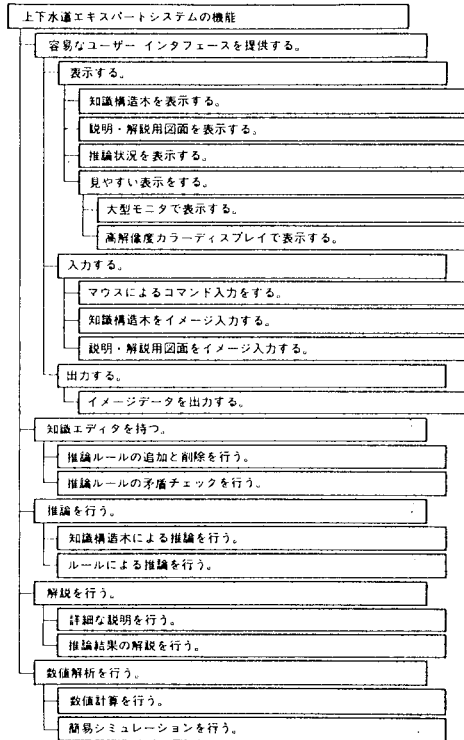 上下水道エキスパートシステムの機能
容易なユーザー インタフェースを提供する。
表示する。
知識構造木を表示する。
説明・解説用図面を表示する。
推論状況を表示する。
見やすい表示をする。
大型モニタで表示する。
高解像度カラーディスプレイで表示する。
入力する。
マウスによるコマンド入力をする。
知識構造木をイメージ入力する。
説明・解説用図面をイメージ入力する。
出力する。
イメージデータを出力する。
知識エディタを持つ。
推論ルールの追加と削除を行う。
推論ルールの矛盾チェックを行う。
推論を行う。
知識構造木による推論を行う。
ルールによる推論を行う。
解説を行う。
詳細な説明を行う。
推論結果の解説を行う。
数値解析を行う。
数値計算を行う。
簡易シミュレーションを行う。